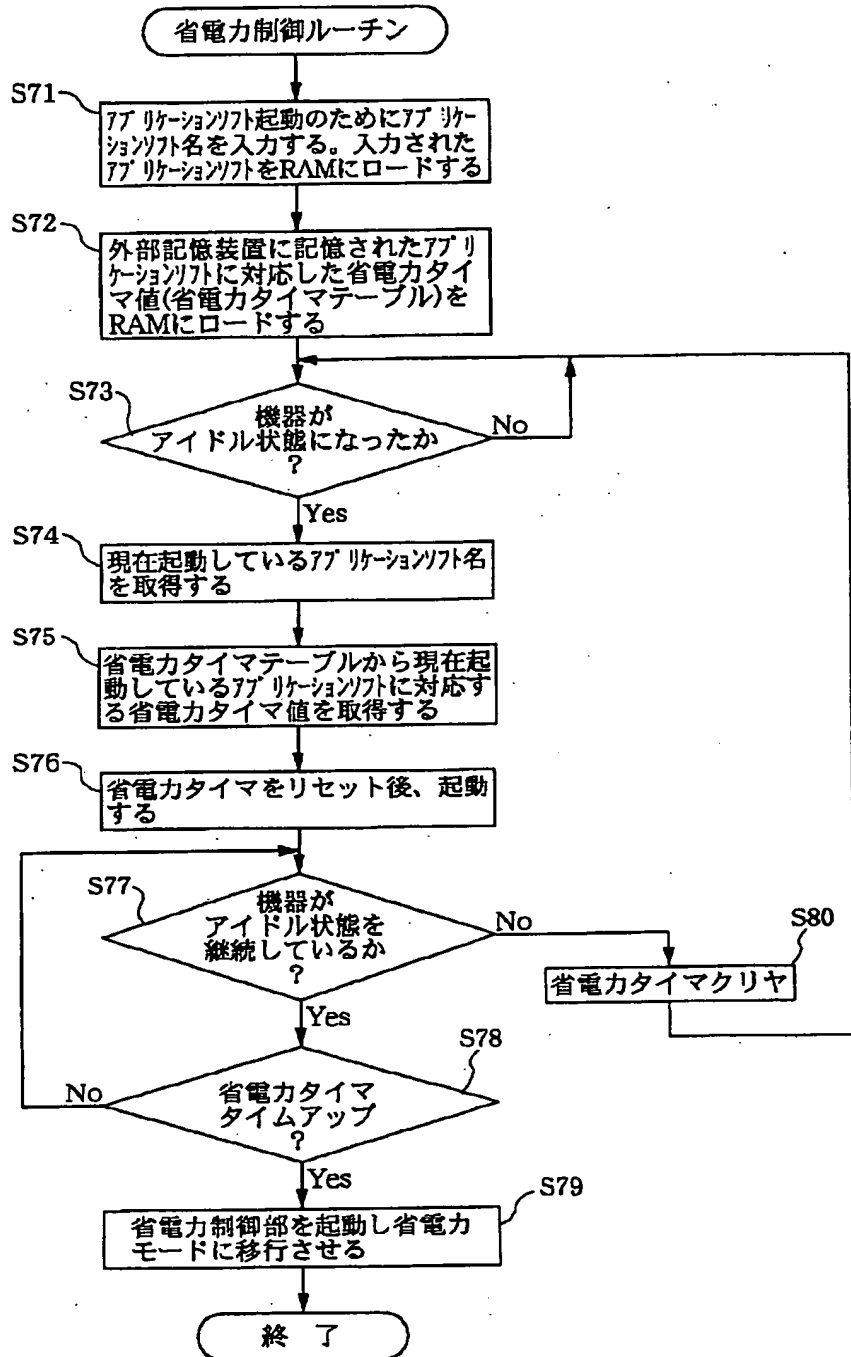 省電力制御ルーチン
S71
アプリケーションソフト起動のためにアプリケー
ションソフト名を入力する。入力された
アプリケーションソフトをRAMにロードする
S72
外部記憶装置に記憶されたアプリ
ケーションソフトに対応した省電力タイ
マ値(省電力タイマテーブル)を
RAMにロードする
S73
機器が
アイドル状態になったか
?
No
Yes
S74
現在起動しているアプリケーションソフト名
を取得する
S75
省電力タイマテーブルから現在起
動しているアプリケーションソフトに対応す
る省電力タイマ値を取得する
S76
省電力タイマをリセット後、起動
する
S77
機器が
アイドル状態を
継続しているか
?
No
S80
省電力タイマクリヤ
Yes
S78
No
省電力タイマ
タイムアップ
?
Yes
S79
省電力制御部を起動し省電力
モードに移行させる
終 了